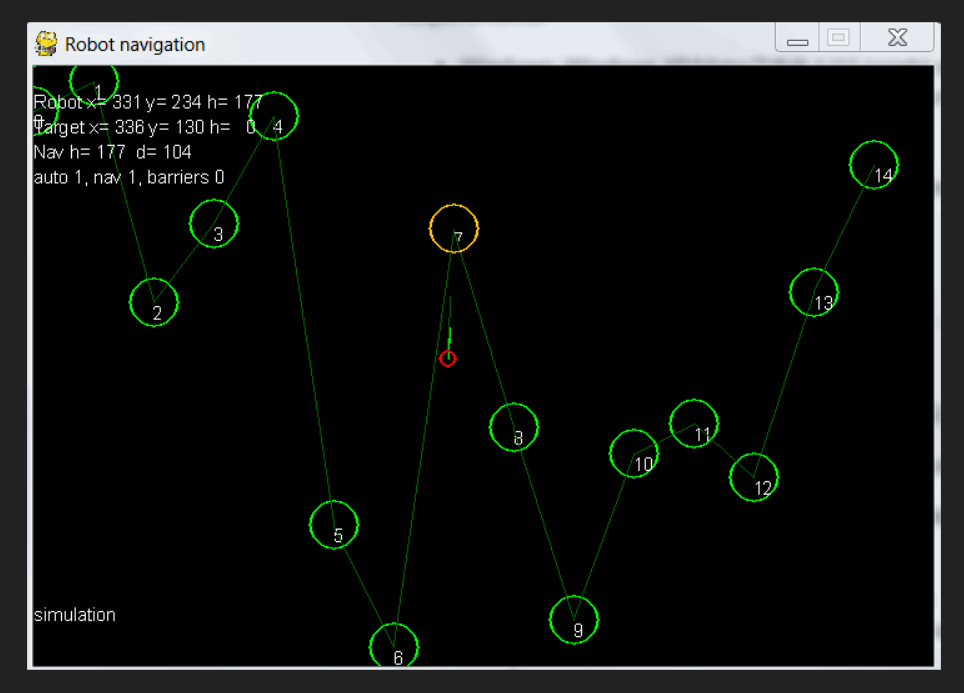 Robot navigation
1
Robot x= 331 y= 234 h= 177
0
Target x= 336 y= 130 h= 0
4
Nav h= 177 d= 104
auto 1, nav 1, barriers 0
14
3
7
2
13
8
11
10
12
5
simulation
9
6